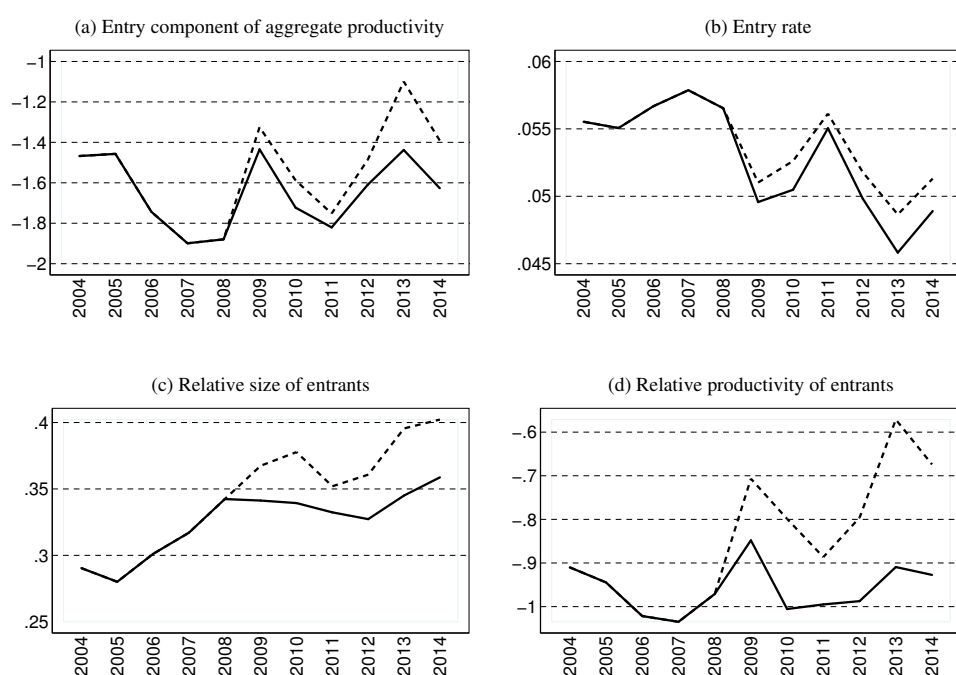 (a) Entry component of aggregate productivity
−1
−1.2
−1.4
−1.6
−1.8
−2
2004 2005 2006 2007 2008 2009 2010 2011 2012 2013 2014
(b) Entry rate
.06
.055
.05
.045
2004 2005 2006 2007 2008 2009 2010 2011 2012 2013 2014
(c) Relative size of entrants
.4
.35
.3
.25
2004 2005 2006 2007 2008 2009 2010 2011 2012 2013 2014
(d) Relative productivity of entrants
−.6
−.7
−.8
−.9
−1
2004 2005 2006 2007 2008 2009 2010 2011 2012 2013 2014